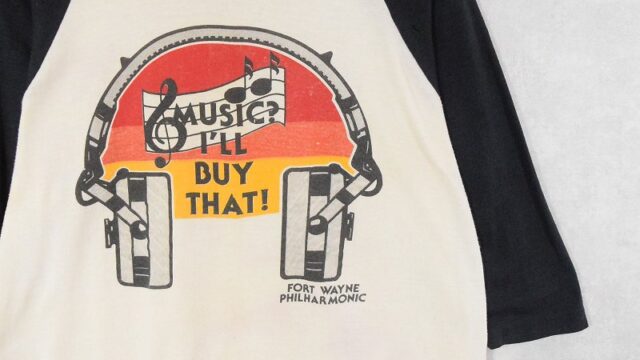 MUSIC?
I'LL
BUY
THAT!
FORT WAYNE
PHILHARMONIC